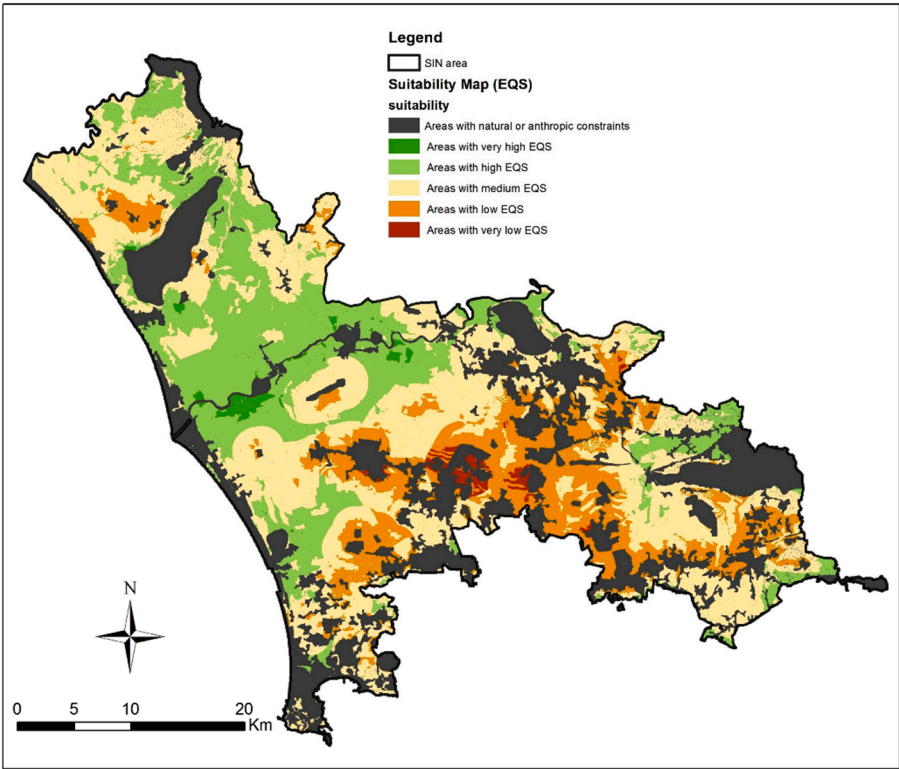 Legend
SIN area
Suitability Map (EQS)
suitability
Areas with natural or anthropic constraints
Areas with very high EQS
Areas with high EQS
Areas with medium EQS
Areas with low EQS
Areas with very low EQS
N
0 5 10 20
Km